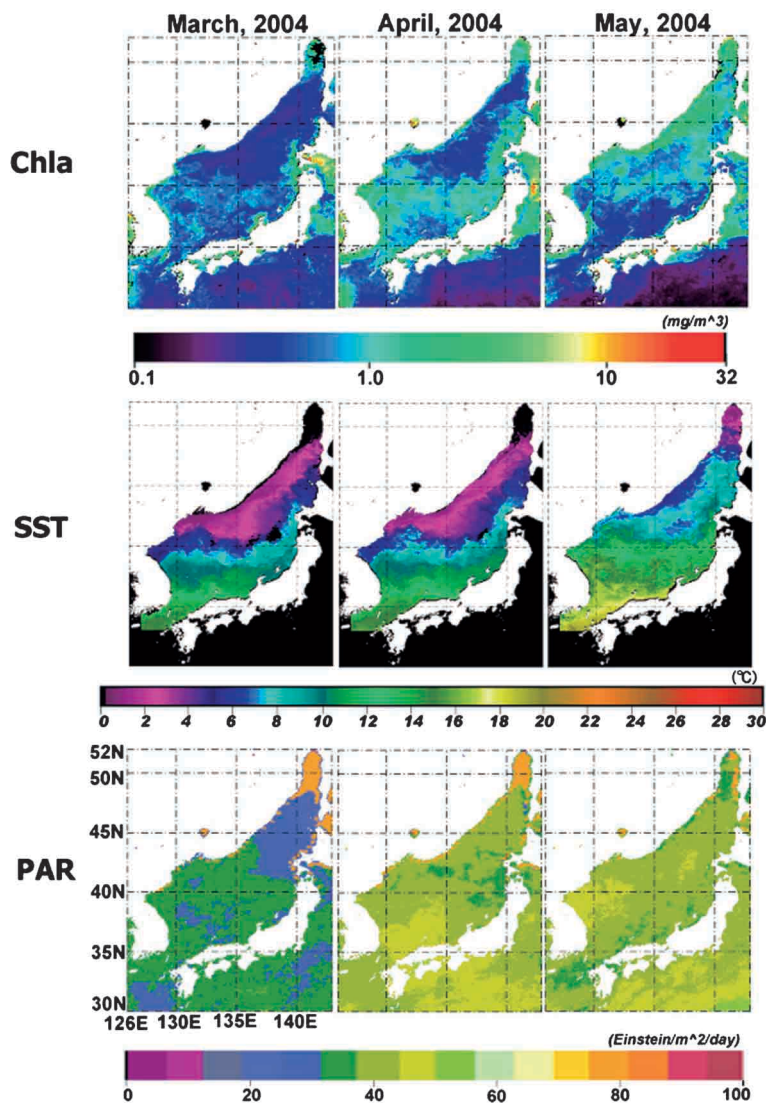 March, 2004 April, 2004 May, 2004
Chla
(mg/m^3)
0.1 1.0 10 32
SST
(℃)
0 2 4 6 8 10 12 14 16 18 20 22 24 26 28 30
52N
50N
45N
PAR
40N
35N
30N
126E 130E 135E 140E
(Einstein/m^2/day)
0 20 40 60 80 100